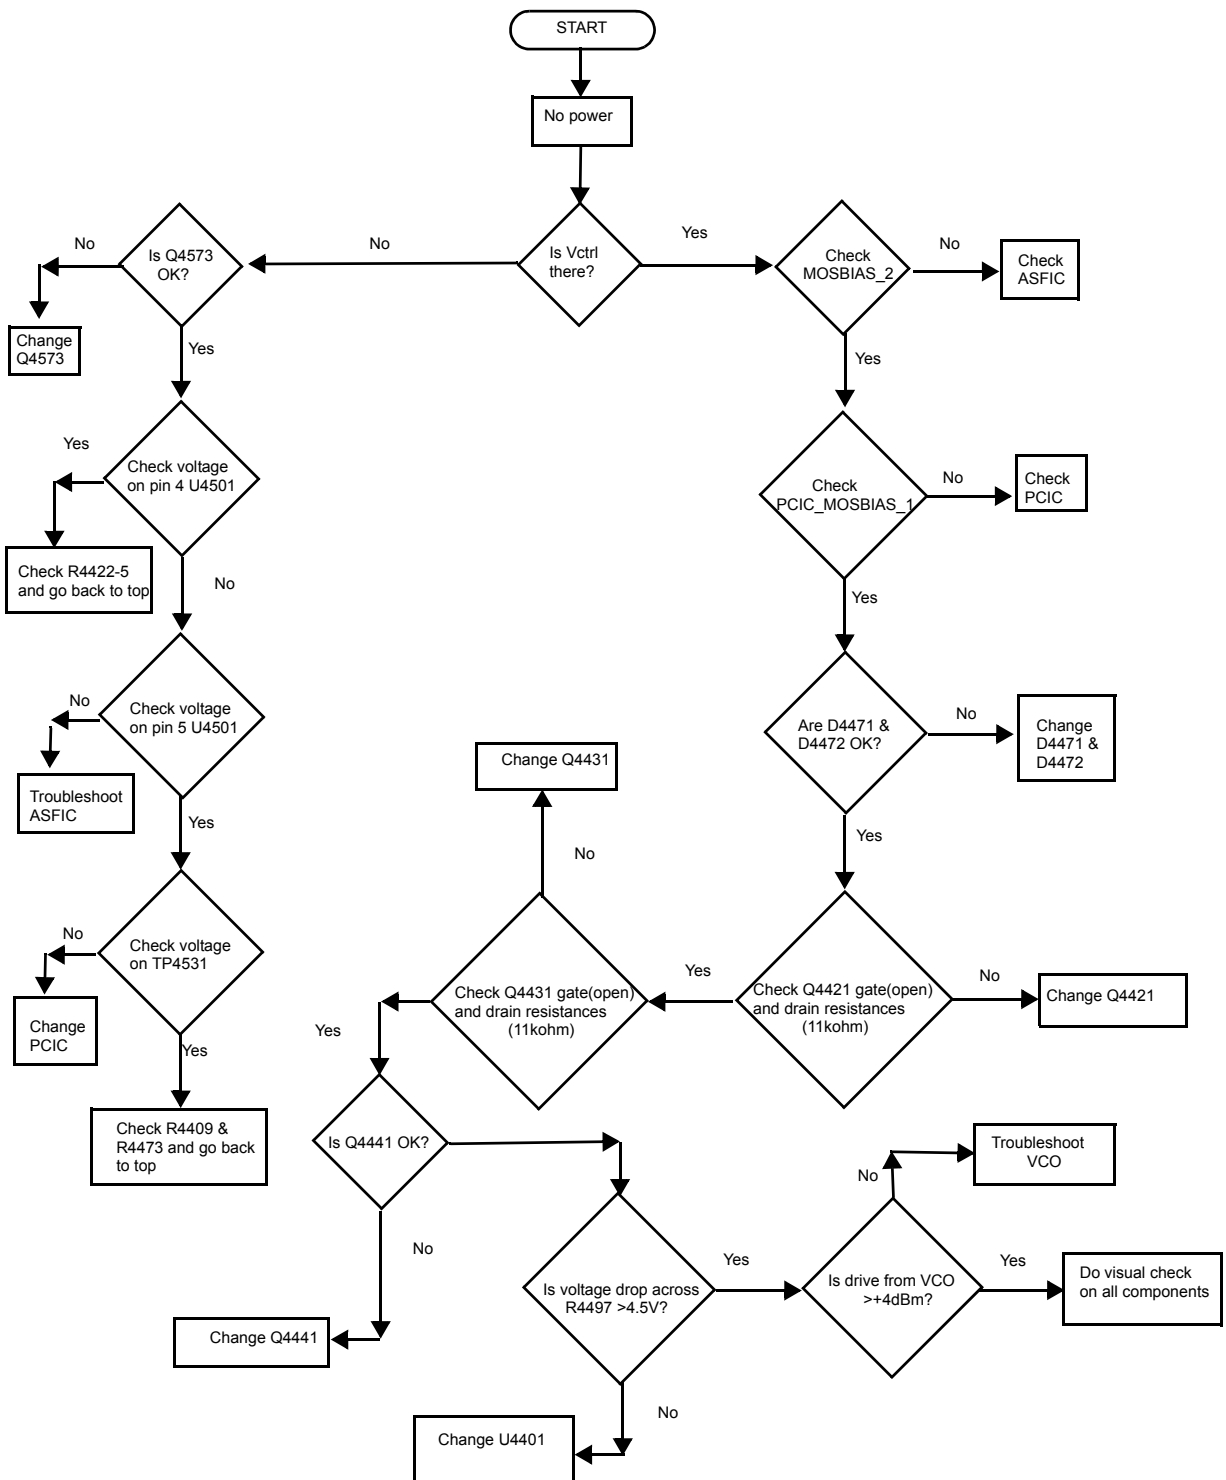 START
No power
Is Vctrl
there?
No
Yes
Is Q4573
OK?
No
Change
Q4573
Yes
Check
MOSBIAS_2
No
Check
ASFIC
Yes
Check voltage
on pin 4 U4501
Yes
Check R4422-5
and go back to top
No
Check
PCIC_MOSBIAS_1
No
Check
PCIC
Yes
Check voltage
on pin 5 U4501
No
Troubleshoot
ASFIC
Yes
Are D4471 &
D4472 OK?
No
Change
D4471 &
D4472
Yes
Change Q4431
No
Check voltage
on TP4531
No
Change
PCIC
Yes
Check R4409 &
R4473 and go back
to top
Check Q4431 gate(open)
and drain resistances
(11kohm)
Yes
Check Q4421 gate(open)
and drain resistances
(11kohm)
No
Change Q4421
Yes
Is Q4441 OK?
No
Change Q4441
Is voltage drop across
R4497 >4.5V?
Yes
No
Change U4401
Is drive from VCO
>+4dBm?
No
Troubleshoot
VCO
Yes
Do visual check
on all components